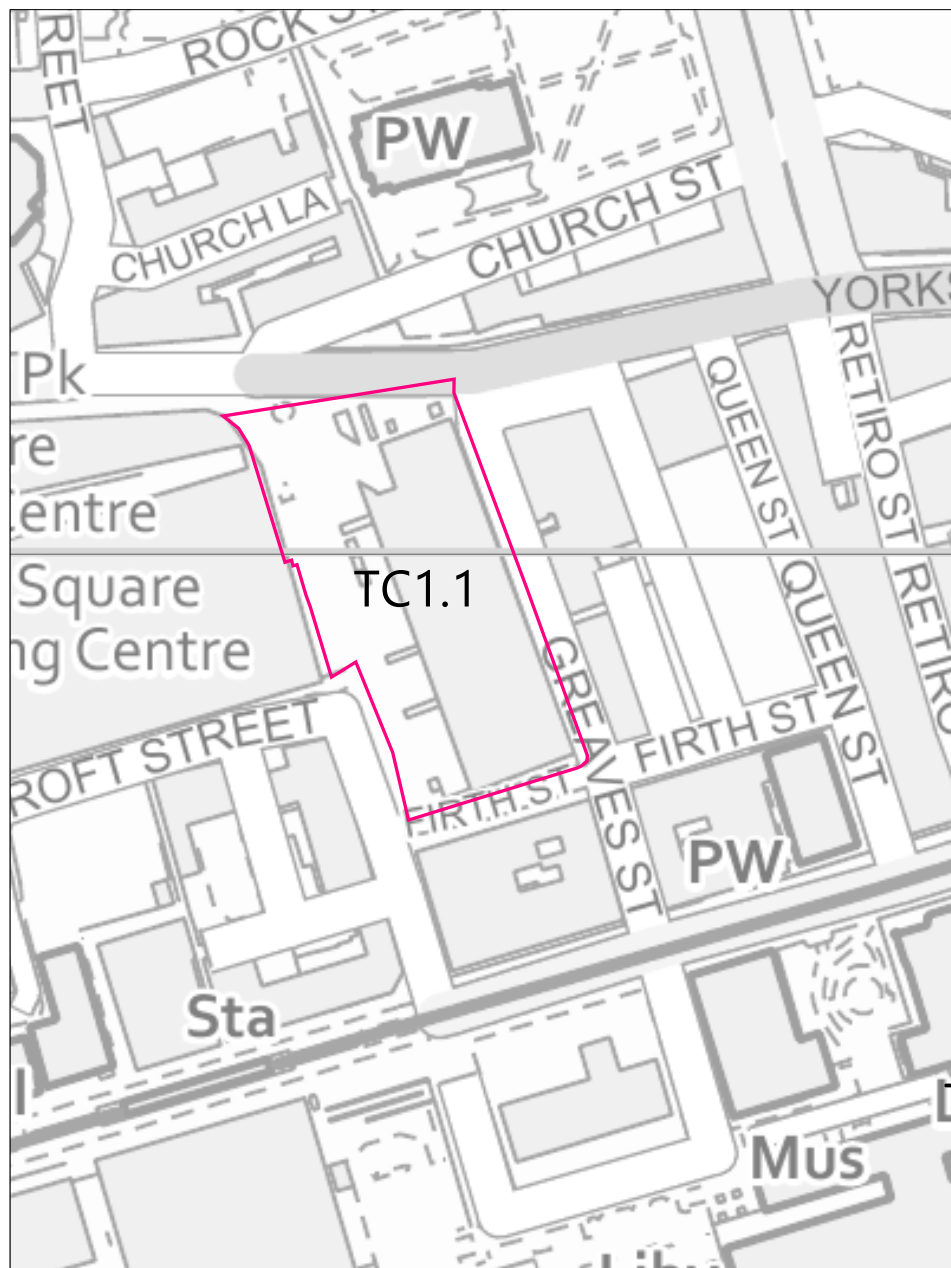 REET
ROCK
PW
CHURCH ST
CHURCH LA
YORKS
Pk
RETIRO ST
QUEEN ST
re
Centre
TC1.1
Square
ng Centre
QUEEN ST
RETIRO
GREAVES ST
FIRTH ST
ROFT STREET
FIRTH ST
PW
Sta
Mus